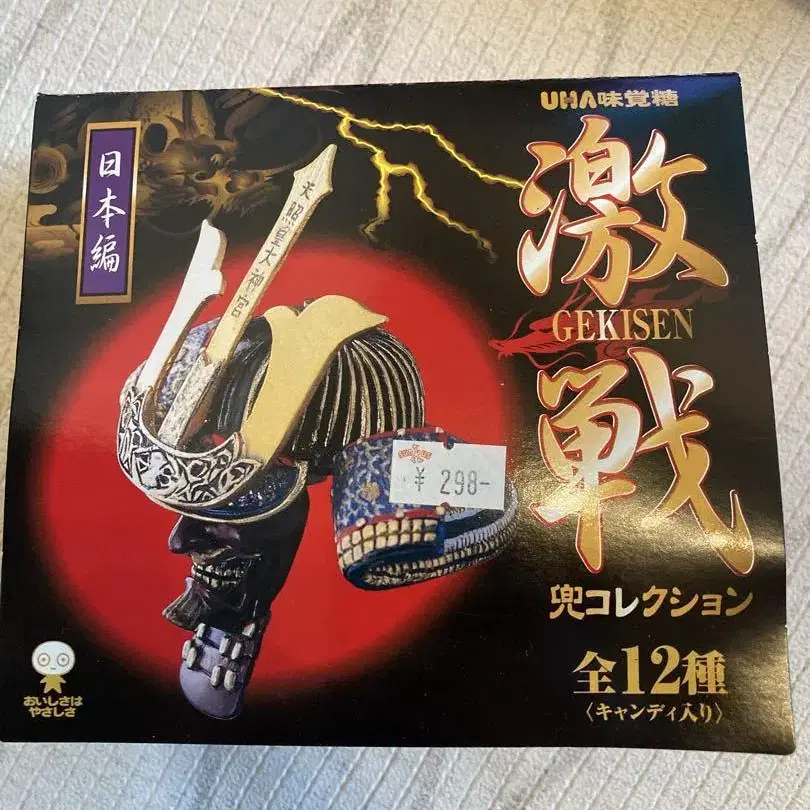 UHA味覚糖
日本編
天照皇大神宮
激
GEKISEN
戦
兜コレクション
¥ 298-
全12種
〈キャンディ入り〉
おいしさは
やさしさ